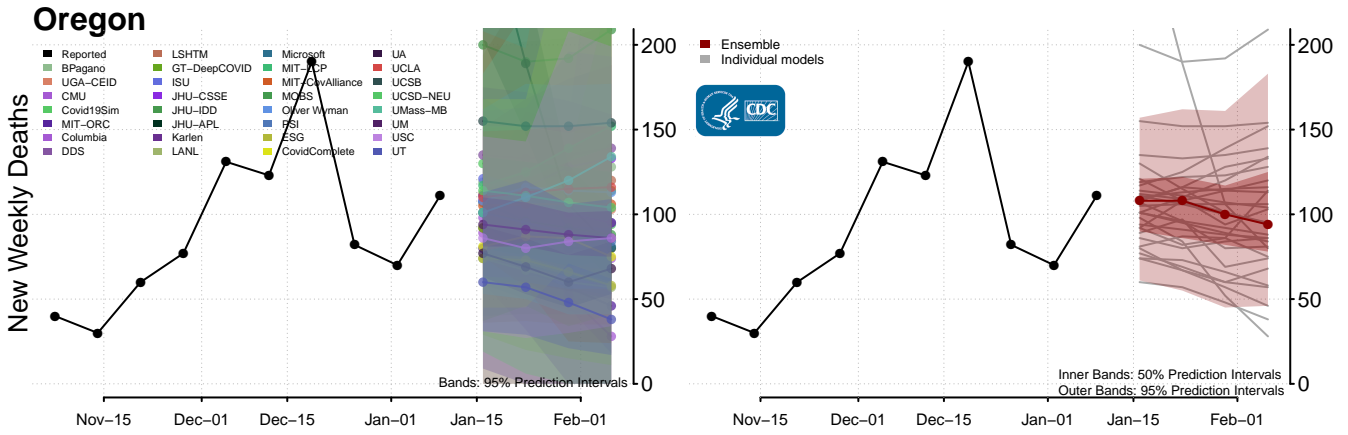 Oregon
New Weekly Deaths
Reported
BPagano
UGA−CEID
CMU
Covid19Sim
MIT−ORC
Columbia
DDS
LSHTM
GT−DeepCOVID
ISU
JHU−CSSE
JHU−IDD
JHU−APL
Karlen
LANL
Microsoft
MIT−LCP
MIT−CovAlliance
MOBS
Oliver Wyman
PSI
ESG
CovidComplete
UA
UCLA
UCSB
UCSD−NEU
UMass−MB
UM
USC
UT
Bands: 95% Prediction Intervals
200
150
100
50
0
Nov−15
Dec−01
Dec−15
Jan−01
Jan−15
Feb−01
Ensemble
Individual models
CDC
Inner Bands: 50% Prediction Intervals
Outer Bands: 95% Prediction Intervals
200
150
100
50
0
Nov−15
Dec−01
Dec−15
Jan−01
Jan−15
Feb−01